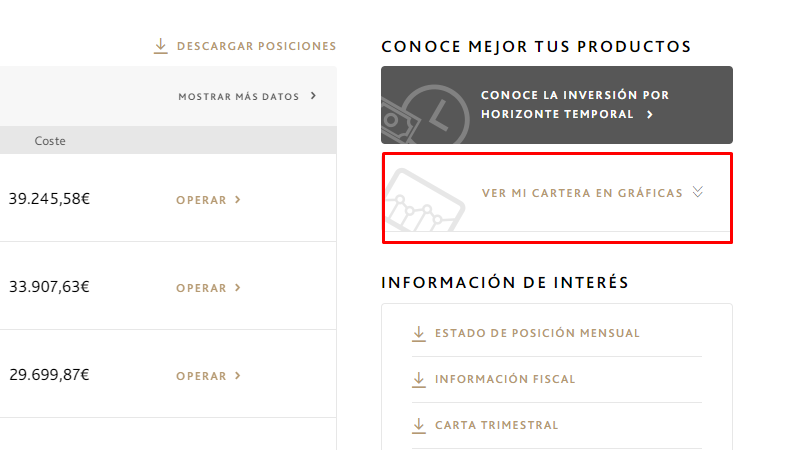 DESCARGAR POSICIONES
MOSTRAR MÁS DATOS
Coste
39.245,58€ OPERAR
33.907,63€ OPERAR
29.699,87€ OPERAR
CONOCE MEJOR TUS PRODUCTOS
CONOCE LA INVERSIÓN POR
HORIZONTE TEMPORAL
VER MI CARTERA EN GRÁFICAS
INFORMACIÓN DE INTERÉS
ESTADO DE POSICIÓN MENSUAL
INFORMACIÓN FISCAL
CARTA TRIMESTRAL